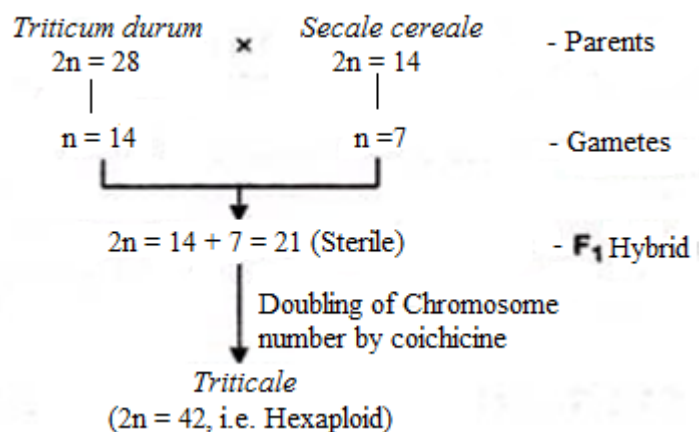 Triticum durum × Secale cereale - Parents
2n = 28 2n = 14
n = 14 n =7 - Gametes
2n = 14 + 7 = 21 (Sterile) - F₁ Hybrid
Doubling of Chromosome
number by coichicine
Triticale
(2n = 42, i.e. Hexaploid)